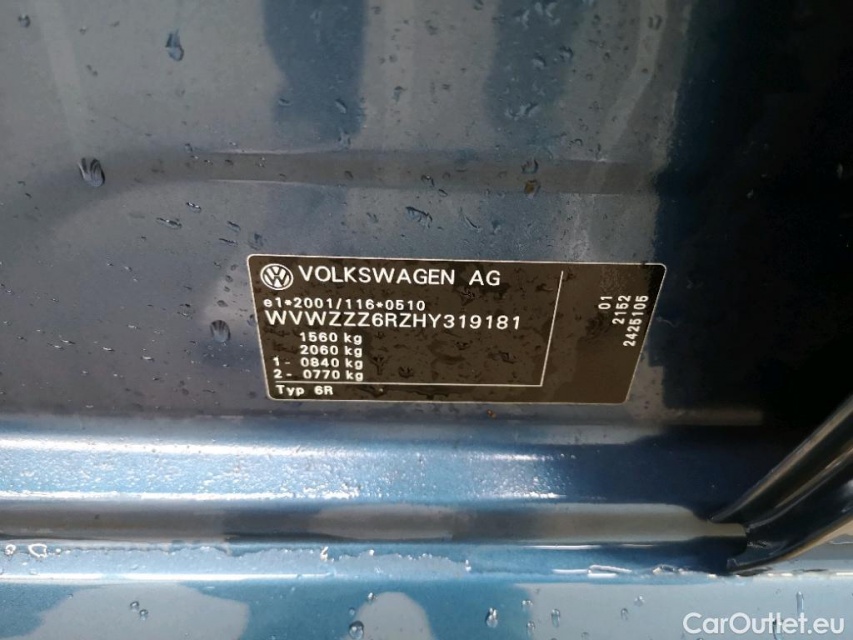 VOLKSWAGEN AG
e1*2001/116*0510
WVWZZZ6RZHY319181
1560 kg
2060 kg
1- 0840 kg
2- 0770 kg
Typ 6R
01
2152
2425106
CarOutlet.eu